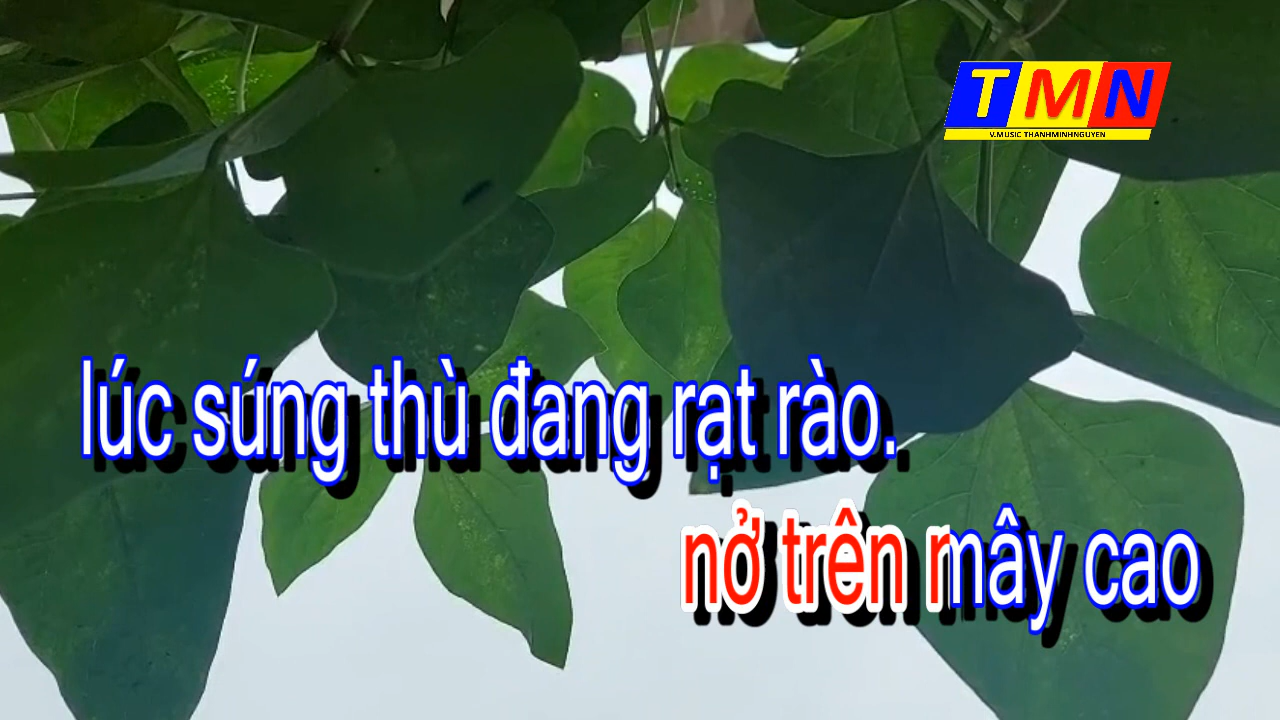 TMN
V.MUSIC THANHMINHNGUYEN
lúc súng thù đang rạt rào.
nở trên mây cao